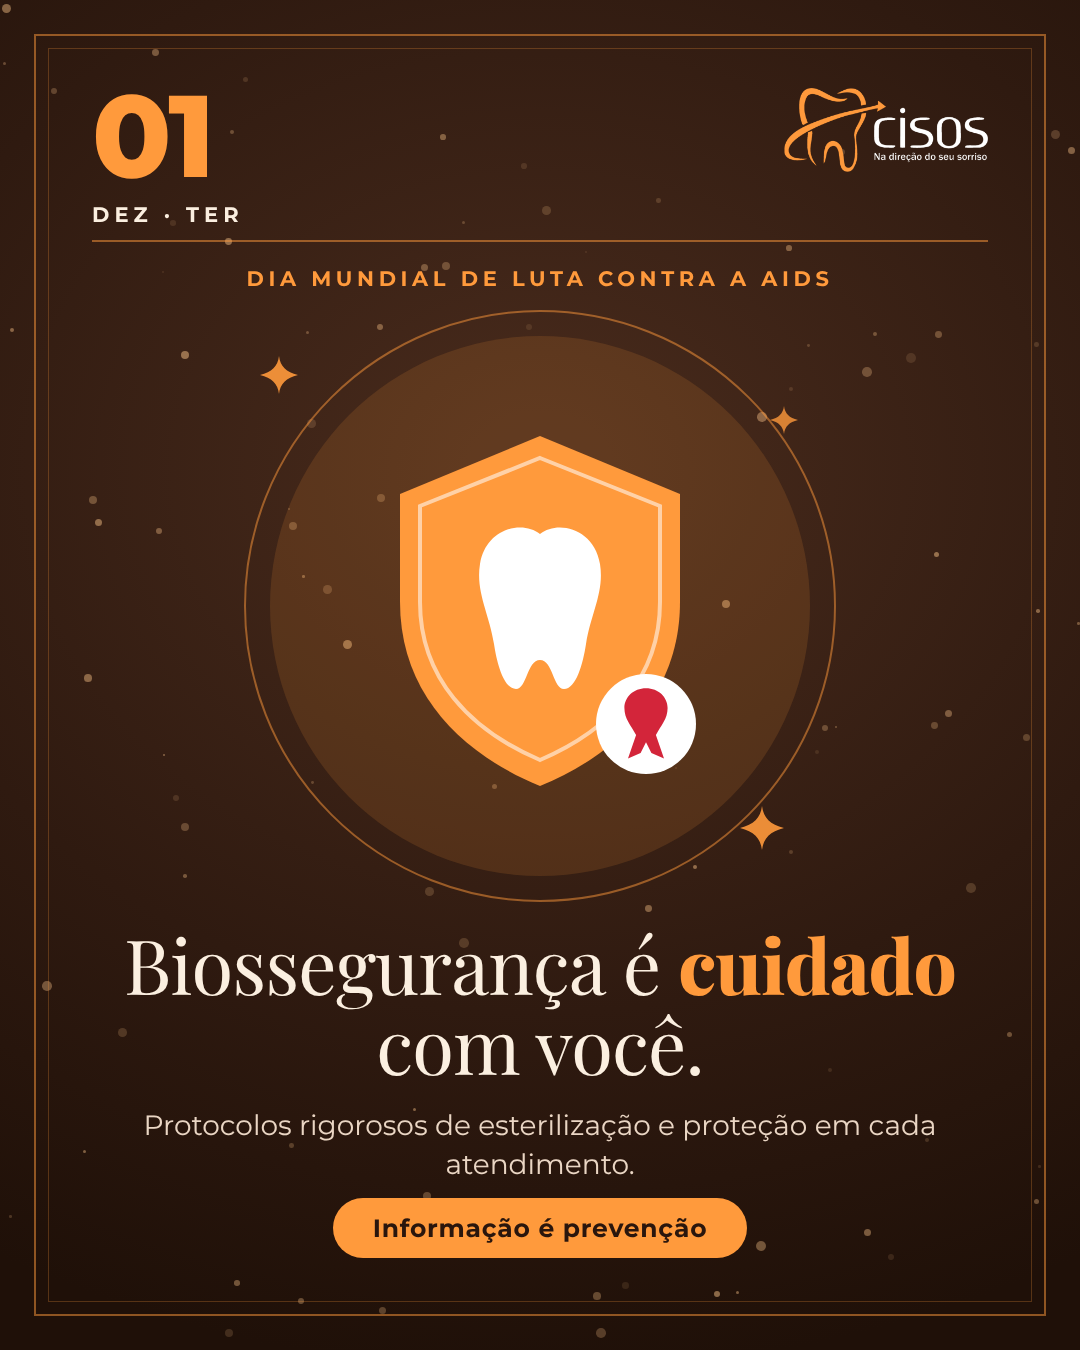 01
DEZ · TER
cisos
Na direção do seu sorriso
DIA MUNDIAL DE LUTA CONTRA A AIDS
Biossegurança é cuidado
com você.
Protocolos rigorosos de esterilização e proteção em cada
atendimento.
Informação é prevenção